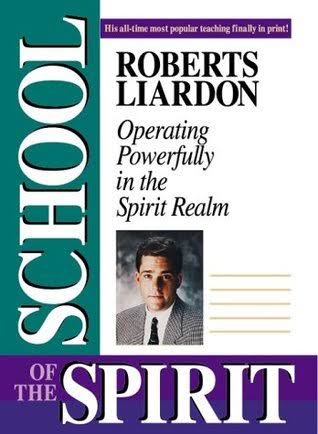 His all-time most popular teaching finally in print!
ROBERTS
LIARDON
Operating
Powerfully
in the
Spirit Realm
SCHOOL
OF THE
SPIRIT